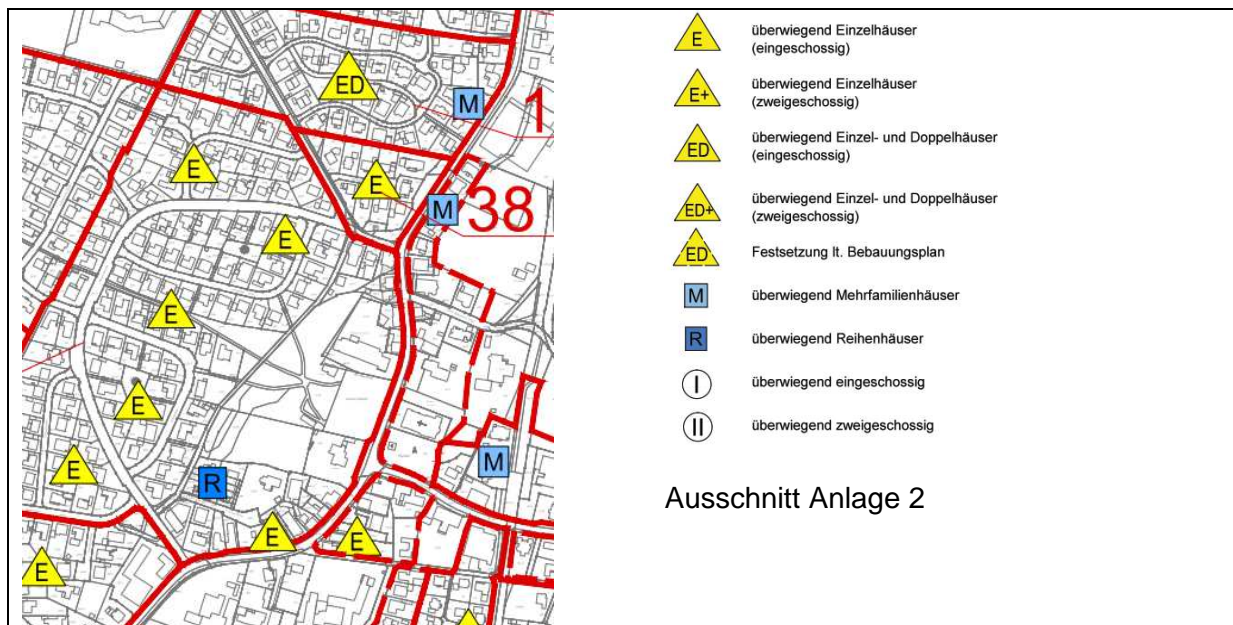 ED
M
1
E
E
M
38
E
E
E
E
M
R
E
E
E
E
überwiegend Einzelhäuser
(eingeschossig)
E+
überwiegend Einzelhäuser
(zweigeschossig)
ED
überwiegend Einzel- und Doppelhäuser
(eingeschossig)
ED+
überwiegend Einzel- und Doppelhäuser
(zweigeschossig)
ED
Festsetzung lt. Bebauungsplan
M
überwiegend Mehrfamilienhäuser
R
überwiegend Reihenhäuser
I
überwiegend eingeschossig
II
überwiegend zweigeschossig
Ausschnitt Anlage 2